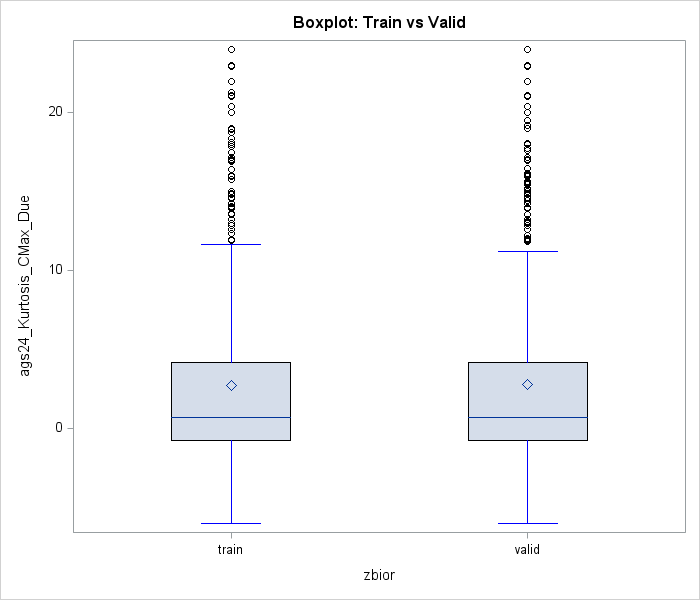 Boxplot: Train vs Valid
20
10
0
ags24_Kurtosis_CMax_Due
train
valid
zbior